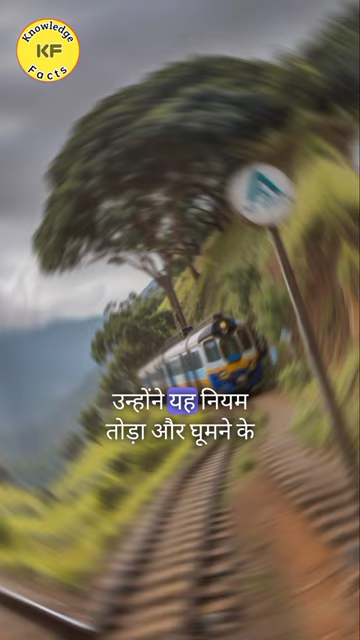 Knowledge
KF
Facts
उन्होंने यह नियम
तोड़ा और घूमने के